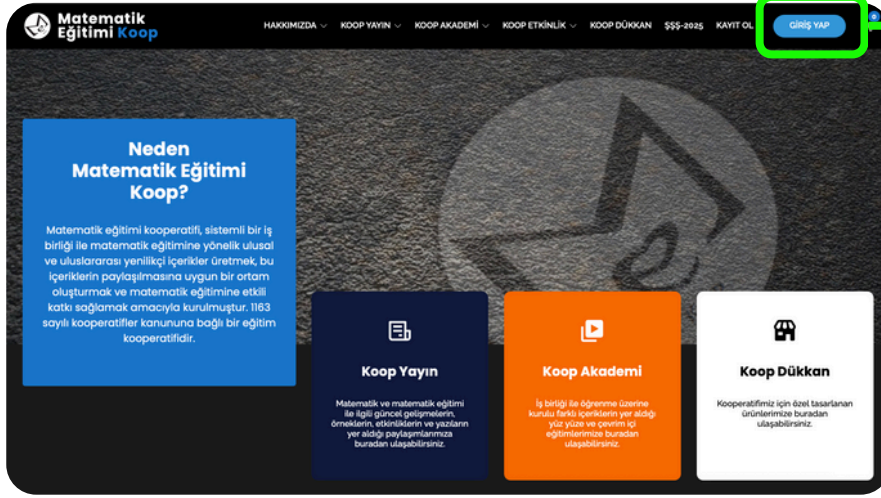 Matematik
Eğitimi Koop
HAKKIMIZDA KOOP YAYIN KOOP AKADEMİ KOOP ETKİNLİK KOOP DÜKKAN ŞŞŞ-2025 KAYIT OL GİRİŞ YAP 0
Neden
Matematik Eğitimi
Koop?
Matematik eğitimi kooperatifi, sistemli bir iş
birliği ile matematik eğitimine yönelik ulusal
ve uluslararası yenilikçi içerikler üretmek, bu
içeriklerin paylaşılmasına uygun bir ortam
oluşturmak ve matematik eğitimine etkili
katkı sağlamak amacıyla kurulmuştur. 1163
sayılı kooperatifler kanununa bağlı bir eğitim
kooperatifidir.
Koop Yayın
Matematik ve matematik eğitimi
ile ilgili güncel gelişmelerin,
örneklerin, etkinliklerin ve yazıların
yer aldığı paylaşımlarımıza
buradan ulaşabilirsiniz.
Koop Akademi
İş birliği ile öğrenme üzerine
kurulu farklı içeriklerin yer aldığı
yüz yüze ve çevrim içi
eğitimlerimize buradan
ulaşabilirsiniz.
Koop Dükkan
Kooperatifimiz için özel tasarlanan
ürünlerimize buradan
ulaşabilirsiniz.